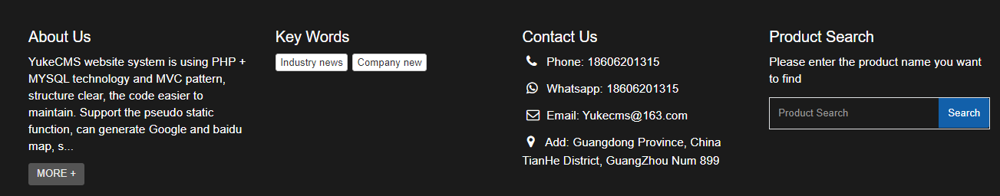 About Us
YukeCMS website system is using PHP +
MYSQL technology and MVC pattern,
structure clear, the code easier to
maintain. Support the pseudo static
function, can generate Google and baidu
map, s...
MORE +
Key Words
Industry news
Company new
Contact Us
Phone: 18606201315
Whatsapp: 18606201315
Email: Yukecms@163.com
Add: Guangdong Province, China
TianHe District, GuangZhou Num 899
Product Search
Please enter the product name you want
to find
Product Search
Search